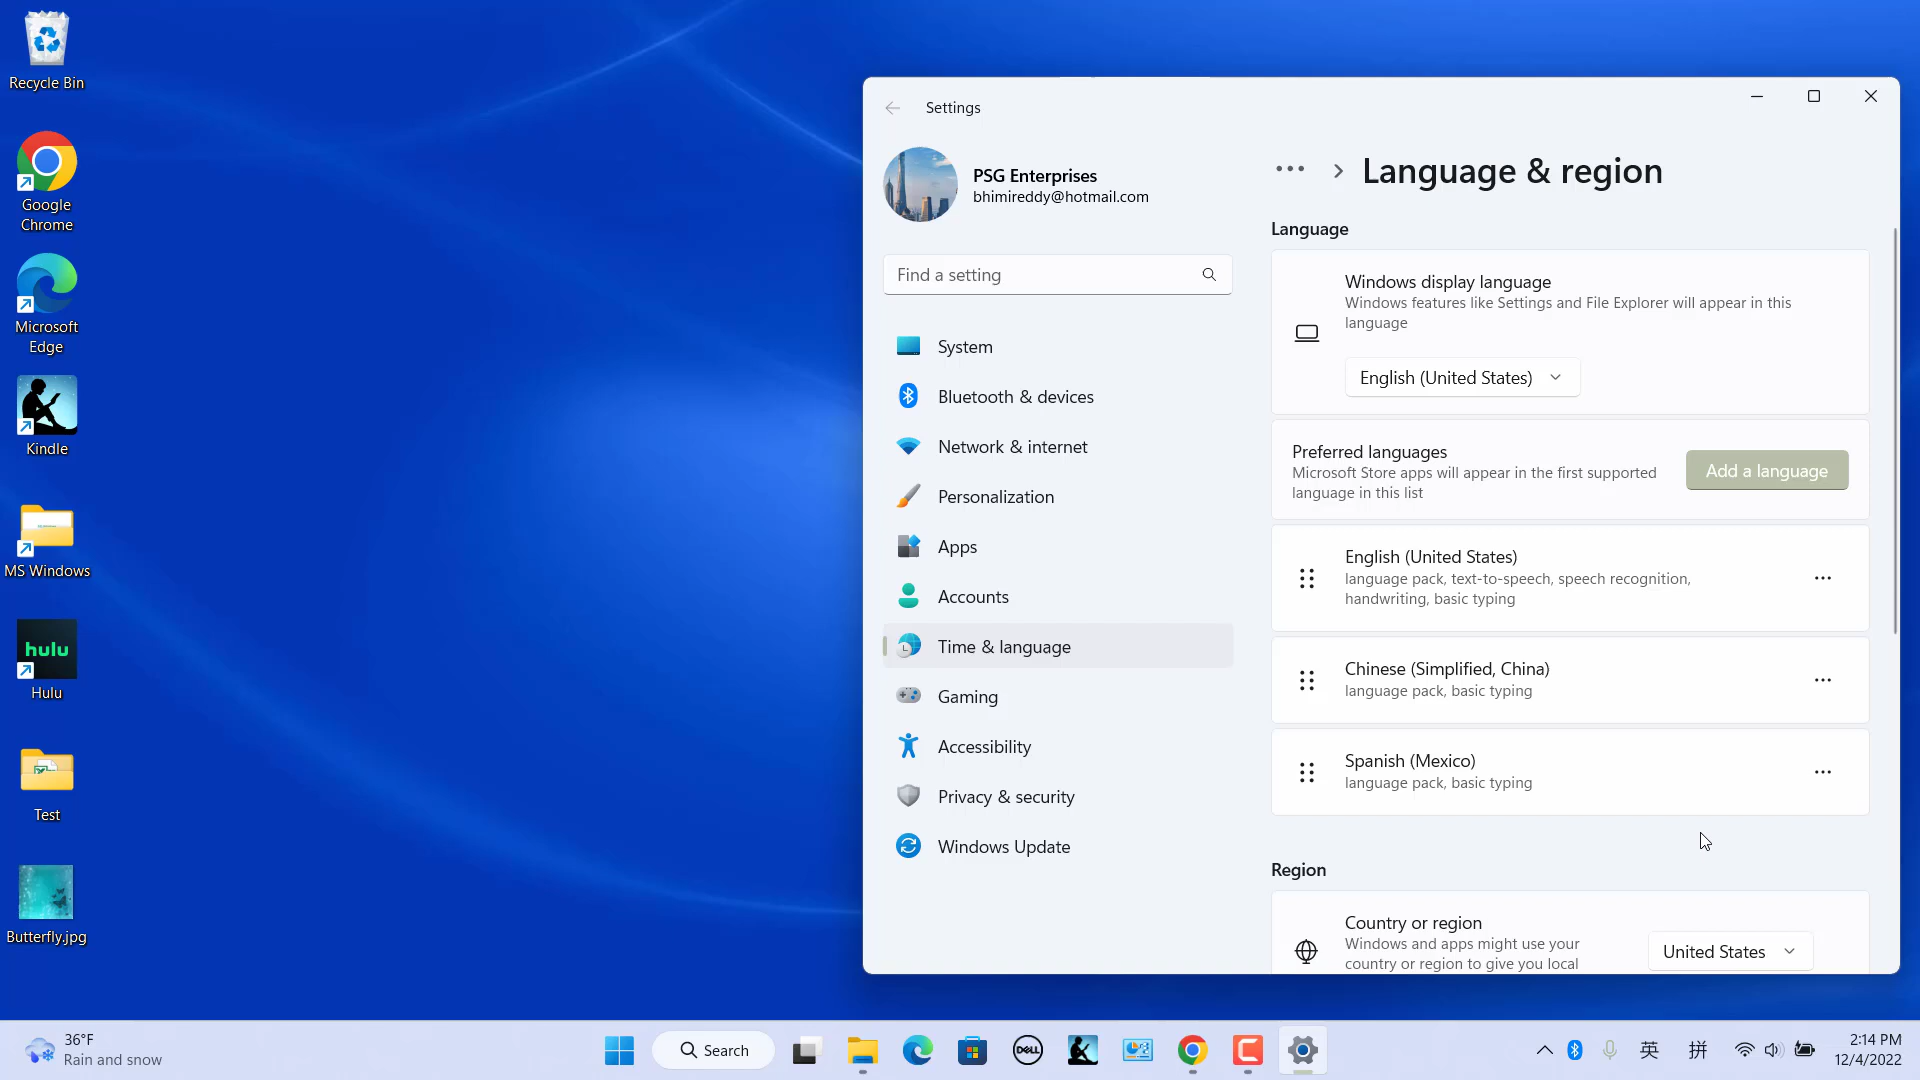 Recycle Bin
Google
Chrome
Microsoft
Edge
Kindle
MS Windows
hulu
Hulu
Test
Butterfly.jpg
Settings
PSG Enterprises
bhimireddy@hotmail.com
Find a setting
System
Bluetooth & devices
Network & internet
Personalization
Apps
Accounts
Time & language
Gaming
Accessibility
Privacy & security
Windows Update
Language & region
Language
Windows display language
Windows features like Settings and File Explorer will appear in this
language
English (United States)
Preferred languages
Microsoft Store apps will appear in the first supported
language in this list
Add a language
English (United States)
language pack, text-to-speech, speech recognition,
handwriting, basic typing
Chinese (Simplified, China)
language pack, basic typing
Spanish (Mexico)
language pack, basic typing
Region
Country or region
Windows and apps might use your
country or region to give you local
United States
36°F
Rain and snow
Search
DELL
英
拼
2:14 PM
12/4/2022